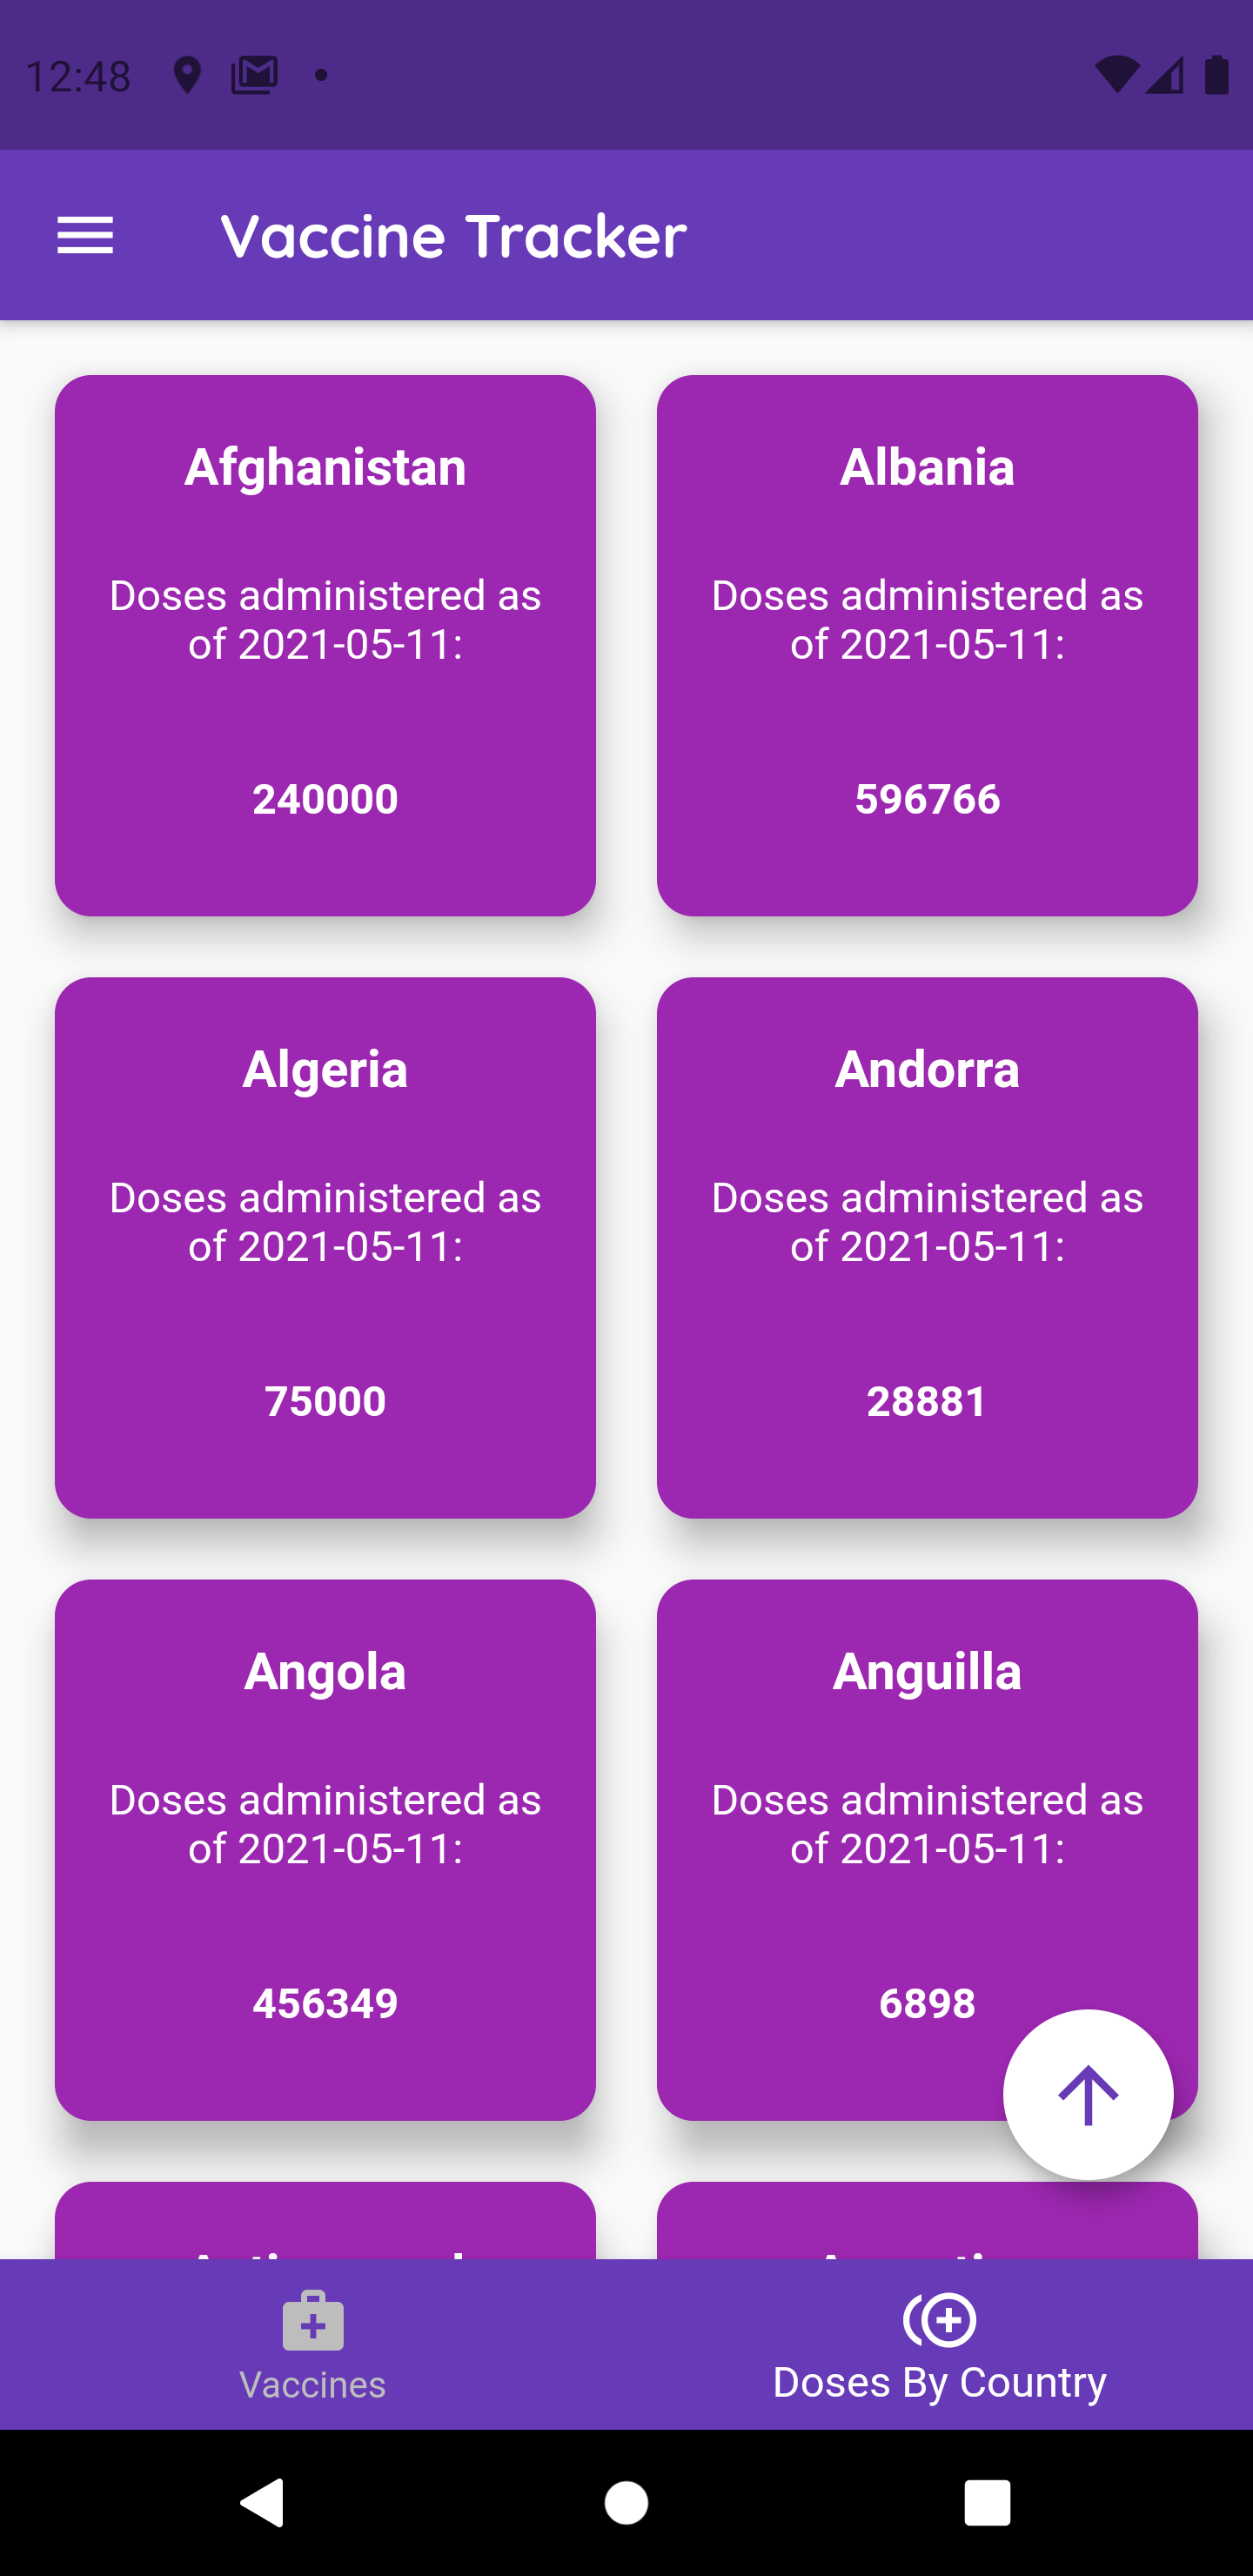 12:48
Vaccine Tracker
Afghanistan
Doses administered as
of 2021-05-11:
240000
Albania
Doses administered as
of 2021-05-11:
596766
Algeria
Doses administered as
of 2021-05-11:
75000
Andorra
Doses administered as
of 2021-05-11:
28881
Angola
Doses administered as
of 2021-05-11:
456349
Anguilla
Doses administered as
of 2021-05-11:
6898
Vaccines
Doses By Country